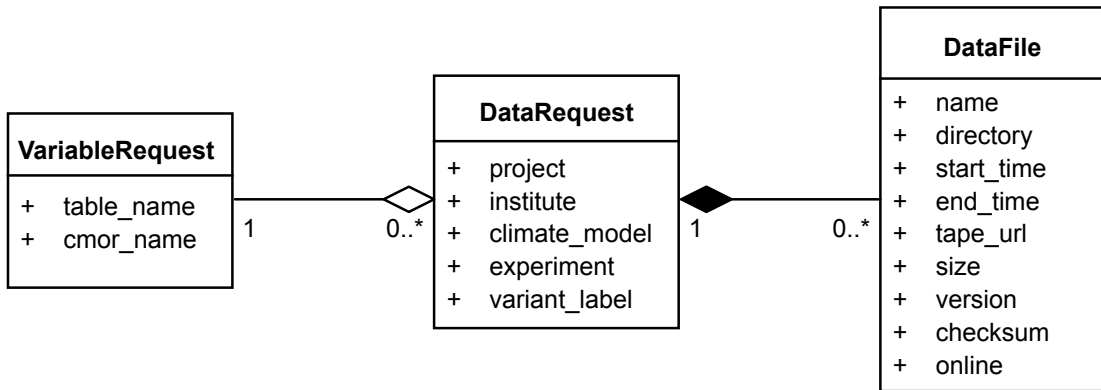 VariableRequest
+ table_name
+ cmor_name
1
0..*
DataRequest
+ project
+ institute
+ climate_model
+ experiment
+ variant_label
1
0..*
DataFile
+ name
+ directory
+ start_time
+ end_time
+ tape_url
+ size
+ version
+ checksum
+ online